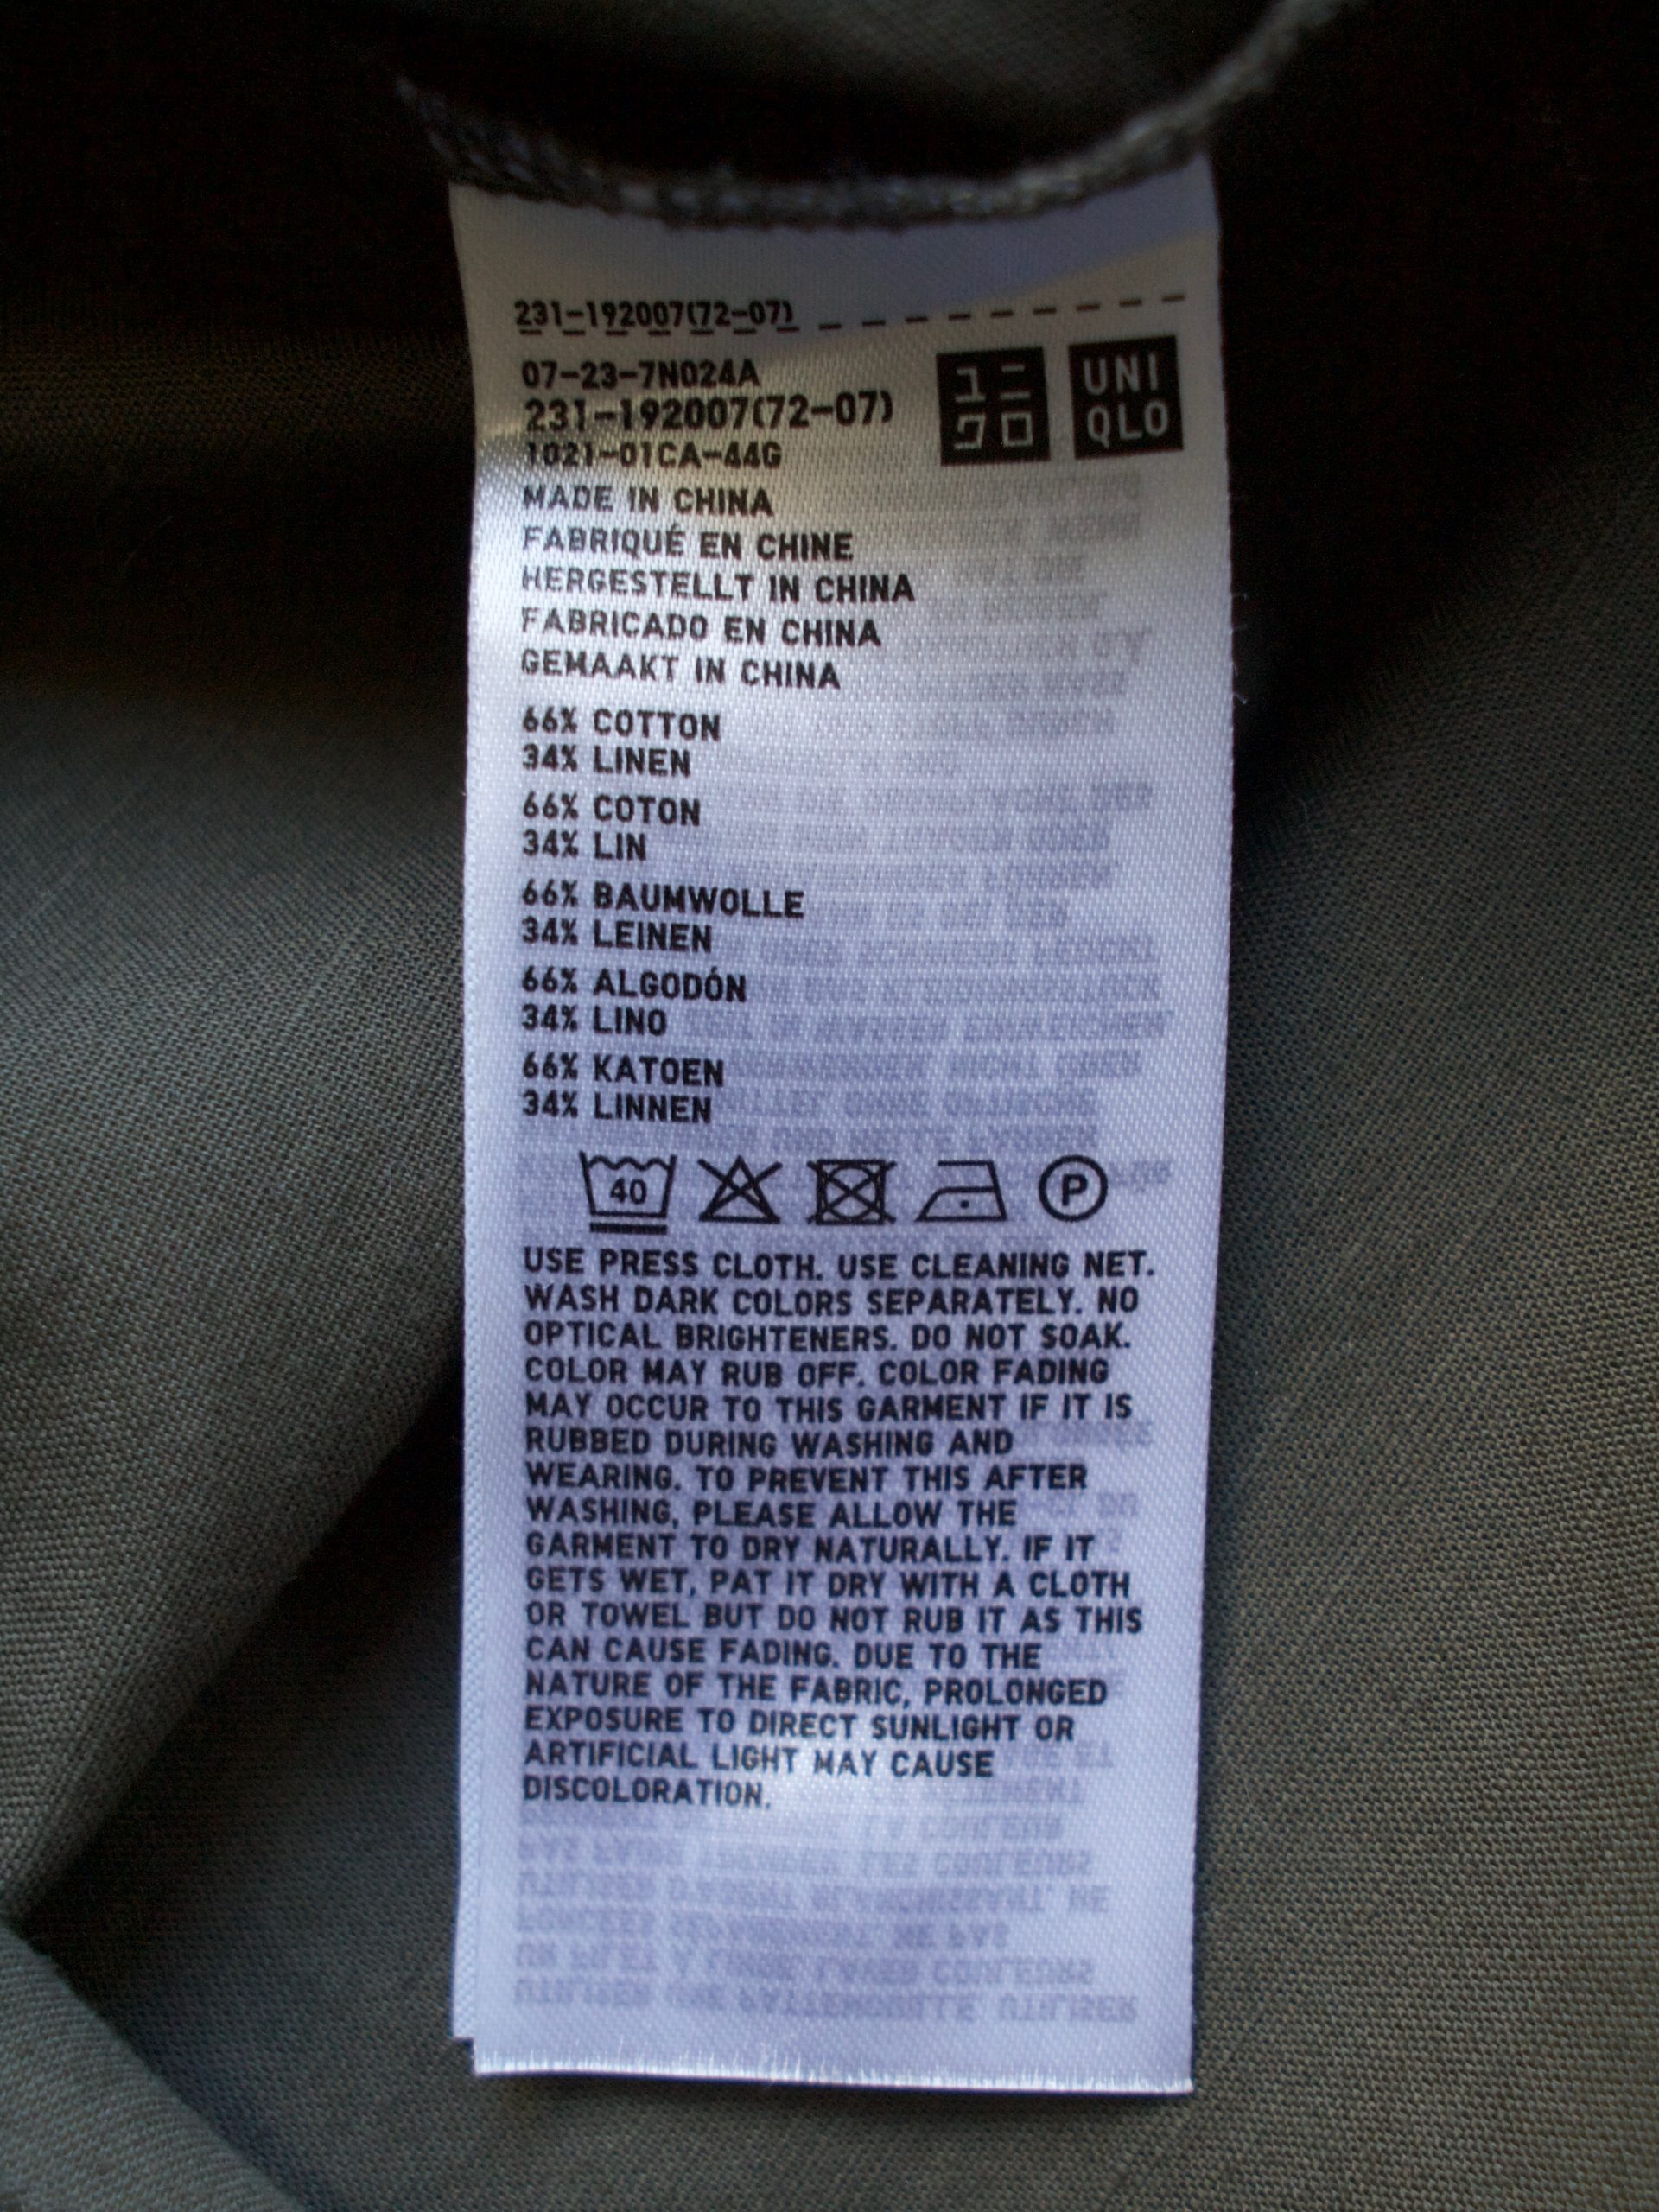 231-192007(72-07)
07-23-7N024A
231-192007(72-07)
1021-01CA-44G
ユニ
クロ
UNI
QLO
MADE IN CHINA
FABRIQUÉ EN CHINE
HERGESTELLT IN CHINA
FABRICADO EN CHINA
GEMAAKT IN CHINA
66% COTTON
34% LINEN
66% COTON
34% LIN
66% BAUMWOLLE
34% LEINEN
66% ALGODÓN
34% LINO
66% KATOEN
34% LINNEN
40 P
USE PRESS CLOTH. USE CLEANING NET.
WASH DARK COLORS SEPARATELY. NO
OPTICAL BRIGHTENERS. DO NOT SOAK.
COLOR MAY RUB OFF. COLOR FADING
MAY OCCUR TO THIS GARMENT IF IT IS
RUBBED DURING WASHING AND
WEARING. TO PREVENT THIS AFTER
WASHING, PLEASE ALLOW THE
GARMENT TO DRY NATURALLY. IF IT
GETS WET, PAT IT DRY WITH A CLOTH
OR TOWEL BUT DO NOT RUB IT AS THIS
CAN CAUSE FADING. DUE TO THE
NATURE OF THE FABRIC, PROLONGED
EXPOSURE TO DIRECT SUNLIGHT OR
ARTIFICIAL LIGHT MAY CAUSE
DISCOLORATION.